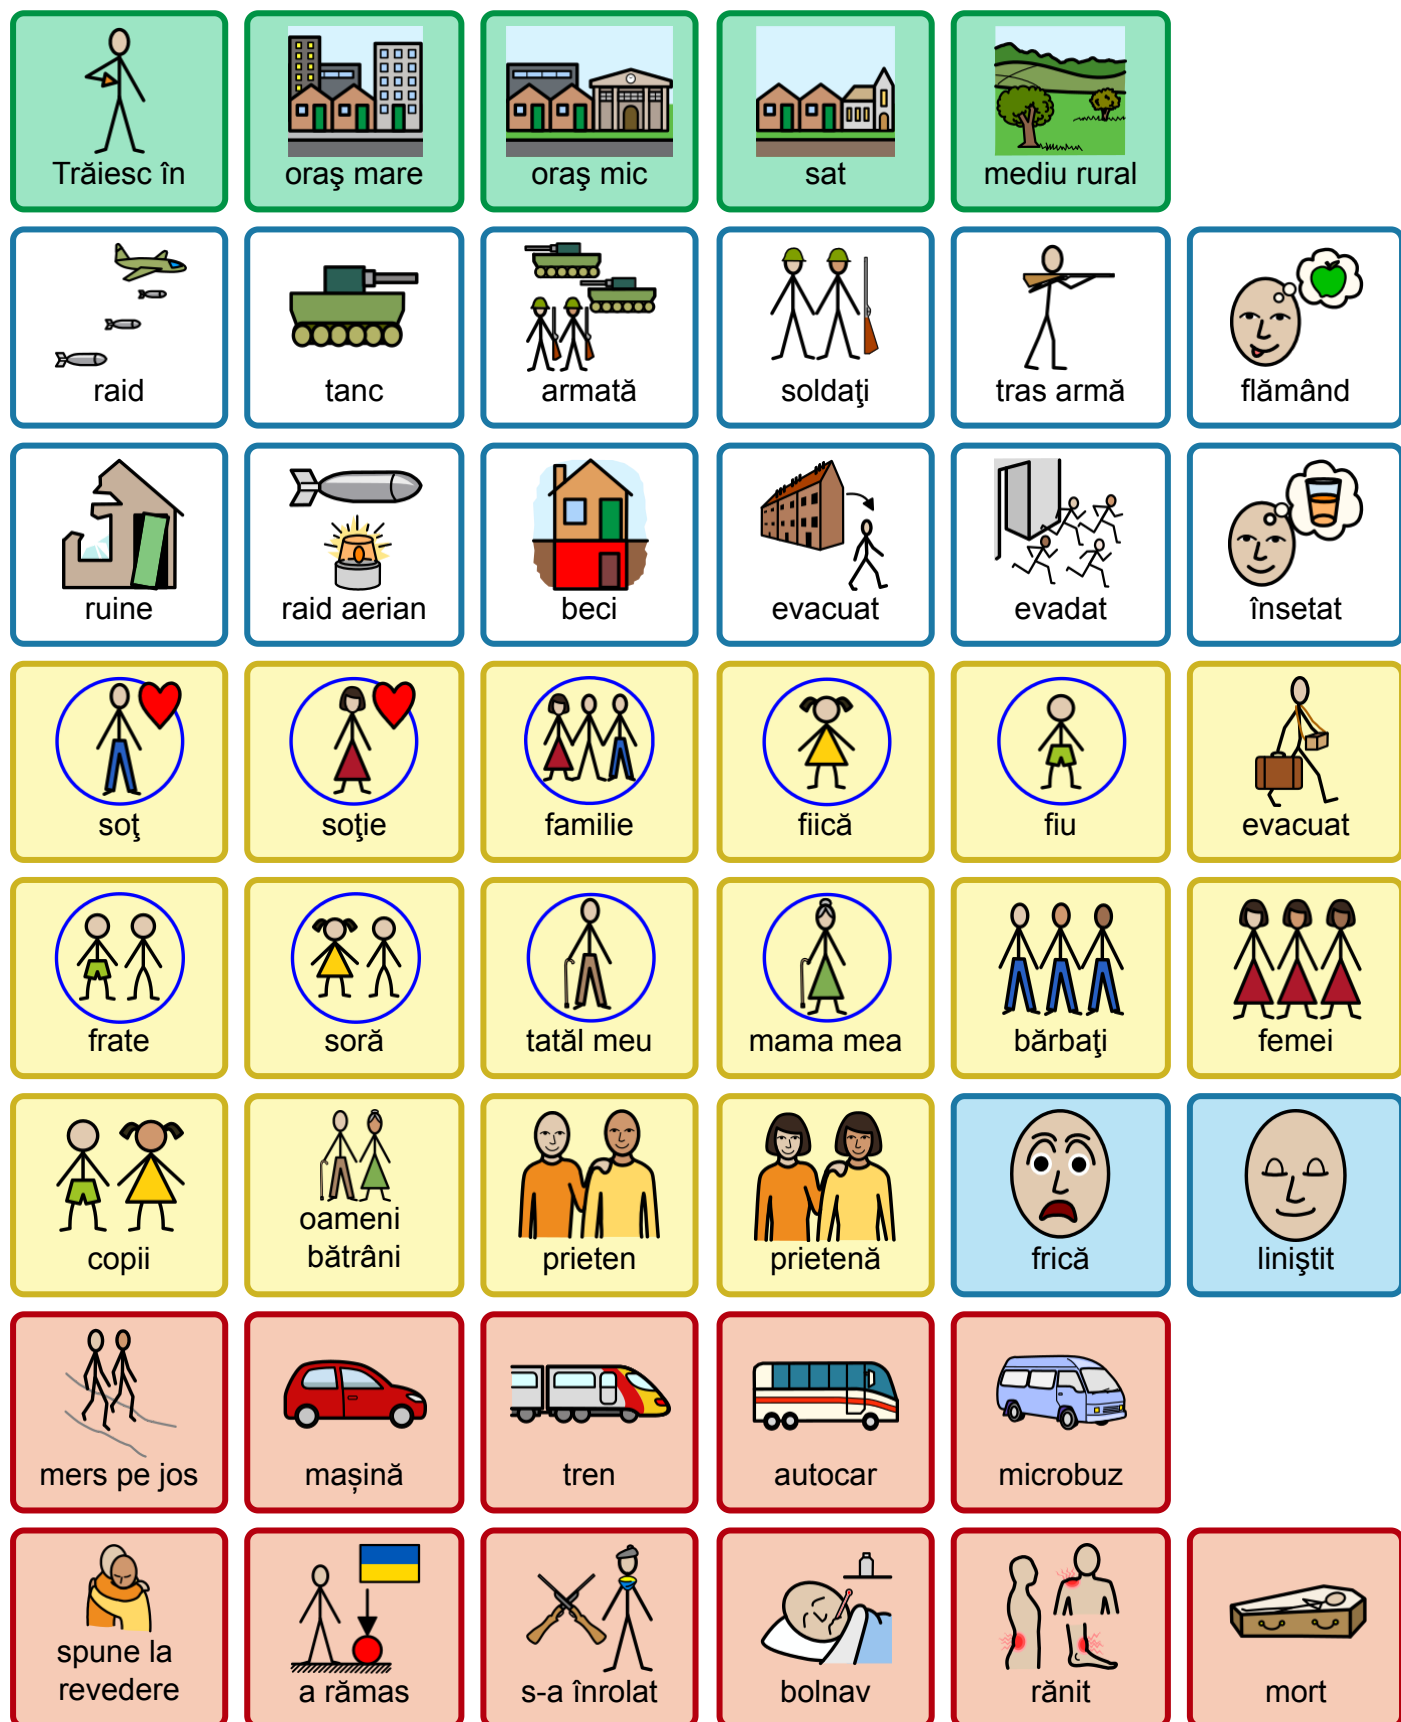 Trăiesc în
oraş mare
oraş mic
sat
mediu rural
raid
tanc
armată
soldaţi
tras armă
flămând
ruine
raid aerian
beci
evacuat
evadat
însetat
soţ
soţie
familie
fiică
fiu
evacuat
frate
soră
tatăl meu
mama mea
bărbaţi
femei
copii
oameni
bătrâni
prieten
prietenă
frică
liniştit
mers pe jos
mașină
tren
autocar
microbuz
spune la
revedere
a rămas
s-a înrolat
bolnav
rănit
mort